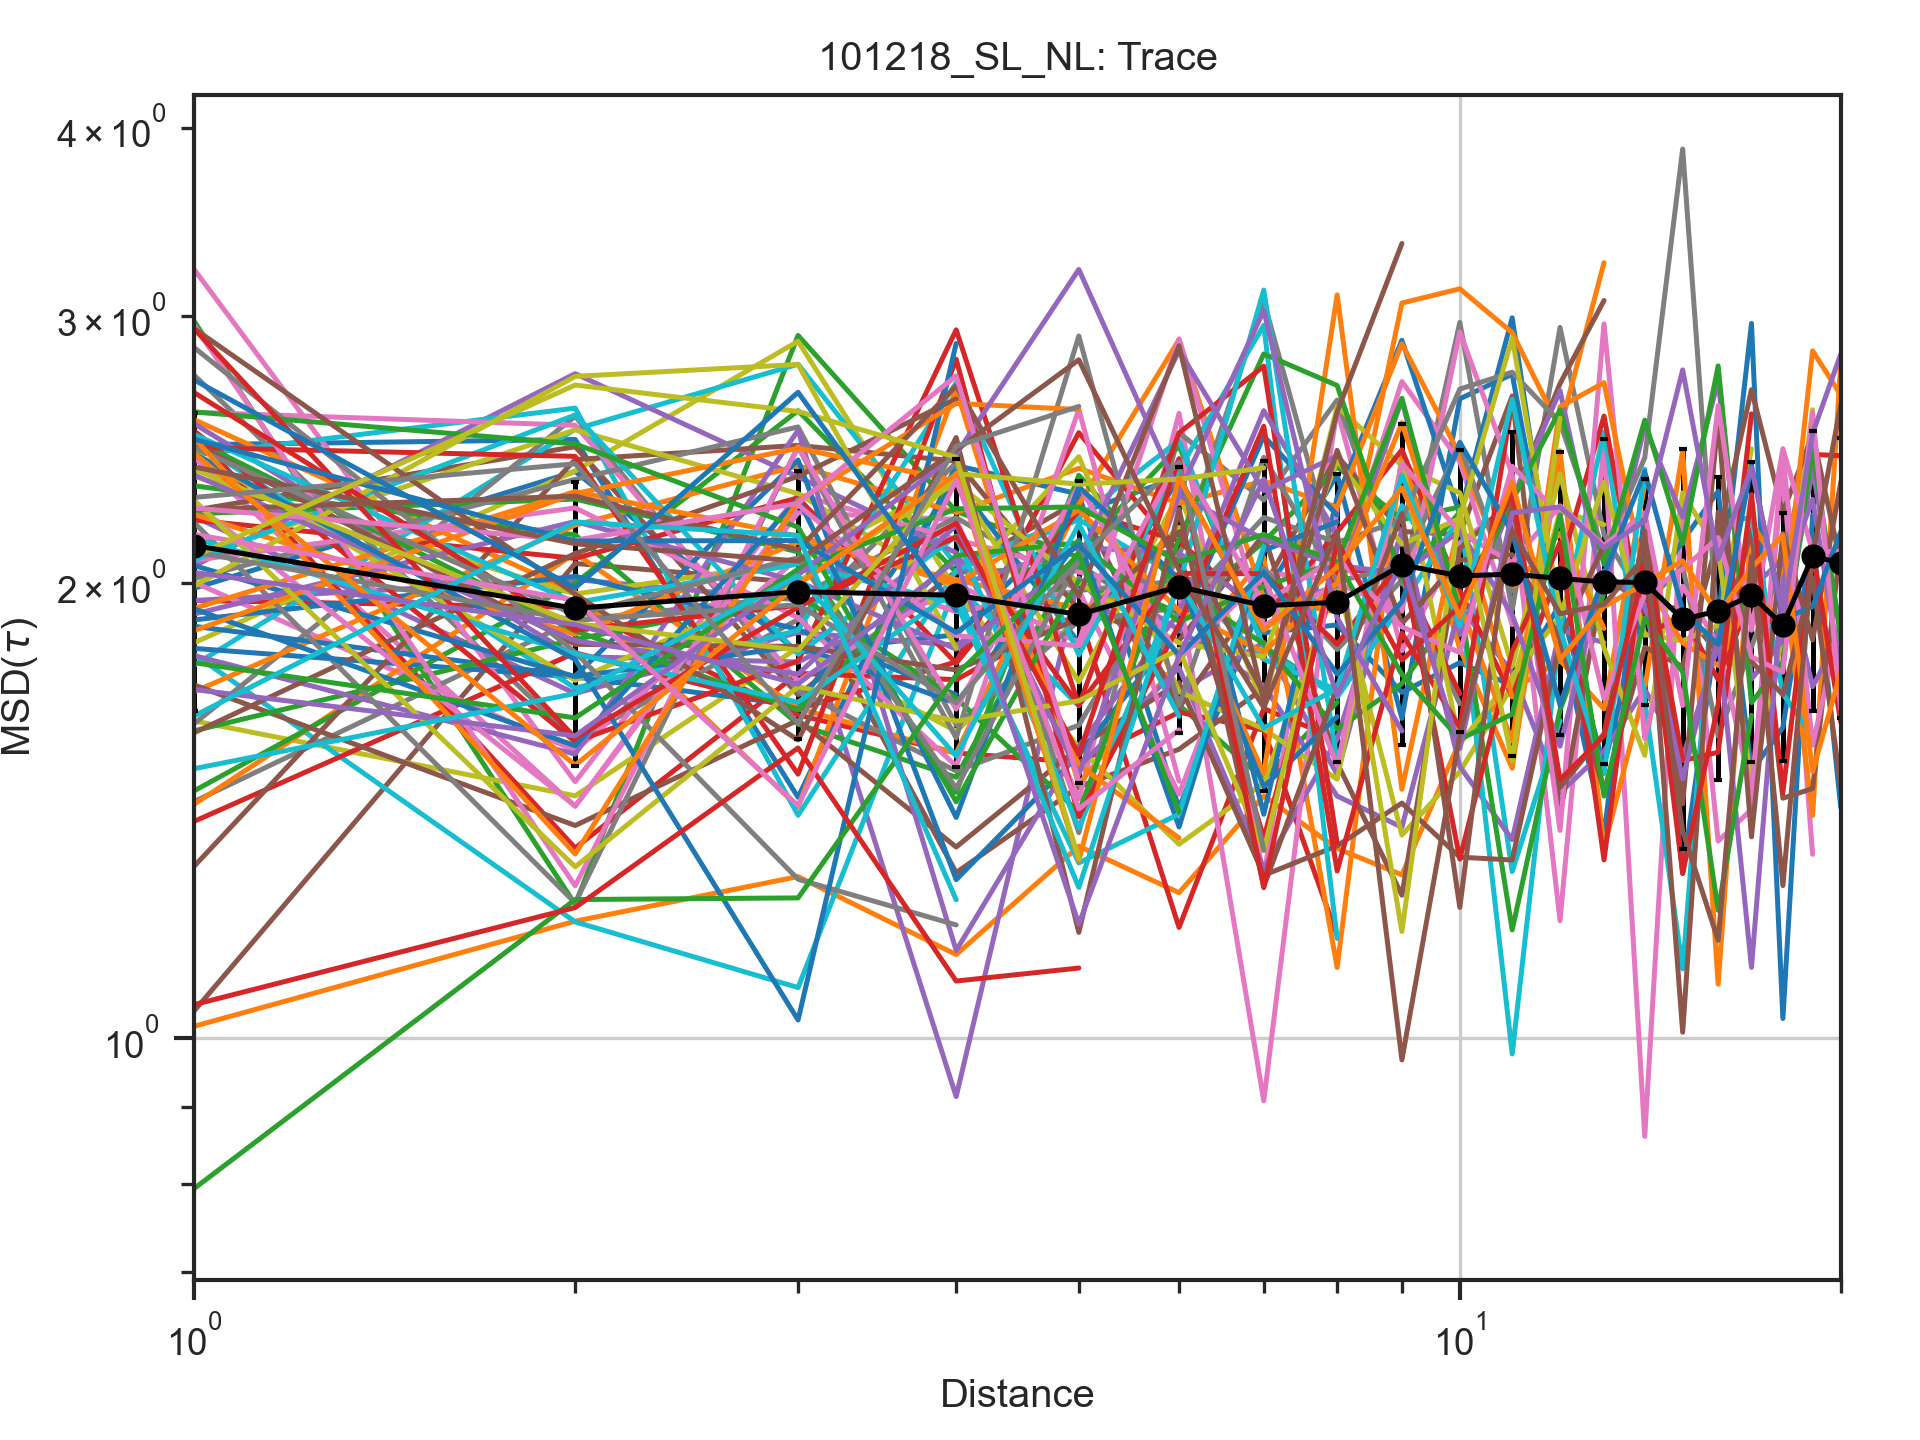 101218_SL_NL: Trace
MSD(τ)
4 × 10⁰
3 × 10⁰
2 × 10⁰
10⁰
10⁰
10¹
Distance